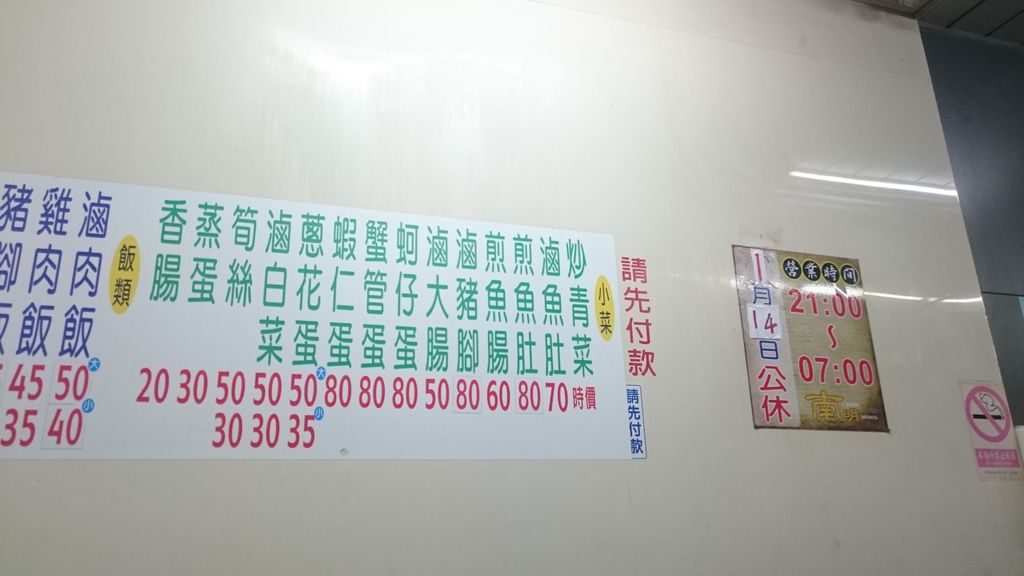 請先付款
請先付款
小菜
炒青菜 時價
滷魚肚 70
煎魚肚 80
煎魚腸 60
滷豬腳 80
滷大腸 50
蚵仔蛋 80
蟹管蛋 80
蝦仁蛋 80
蔥花蛋 大 50 小 35
滷白菜 50 30
筍絲 50 30
蒸蛋 30
香腸 20
飯類
滷肉飯 大 50 小 40
雞肉飯 45 35
豬腳飯
營業時間
21:00
~
07:00
南明
1月14日公休